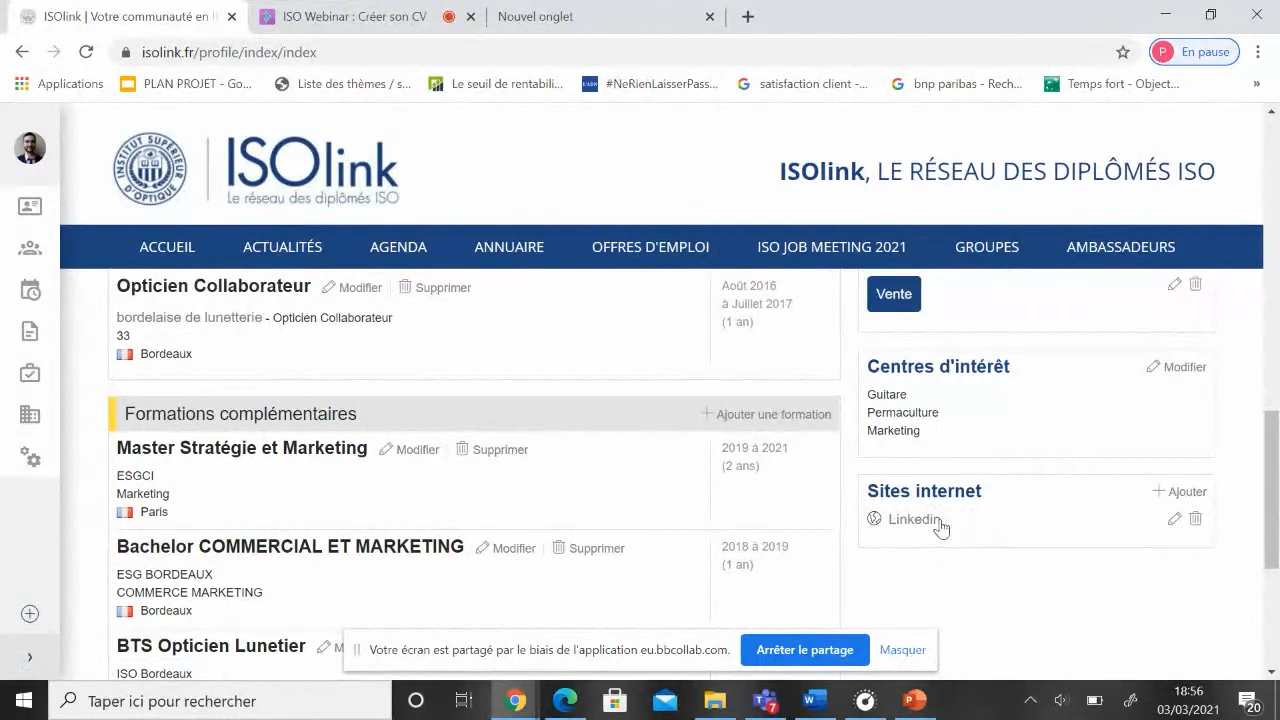 ISOlink | Votre communauté en l
ISO Webinar : Créer son CV
Nouvel onglet
isolink.fr/profile/index/index
P
En pause
Applications
PLAN PROJET - Go...
Liste des thèmes / s...
Le seuil de rentabili...
#NeRienLaisserPass...
satisfaction client -...
bnp paribas - Rech...
Temps fort - Object...
»
INSTITUT SUPÉRIEUR D'OPTIQUE
ISOlink
Le réseau des diplômés ISO
ISOlink, LE RÉSEAU DES DIPLÔMÉS ISO
ACCUEIL
ACTUALITÉS
AGENDA
ANNUAIRE
OFFRES D'EMPLOI
ISO JOB MEETING 2021
GROUPES
AMBASSADEURS
Opticien Collaborateur
Modifier
Supprimer
bordelaise de lunetterie - Opticien Collaborateur
33
Bordeaux
Août 2016
à Juillet 2017
(1 an)
Formations complémentaires
Ajouter une formation
Master Stratégie et Marketing
Modifier
Supprimer
ESGCI
Marketing
Paris
2019 à 2021
(2 ans)
Bachelor COMMERCIAL ET MARKETING
Modifier
Supprimer
ESG BORDEAUX
COMMERCE MARKETING
Bordeaux
2018 à 2019
(1 an)
BTS Opticien Lunetier
M
ISO Bordeaux
Vente
Centres d'intérêt
Modifier
Guitare
Permaculture
Marketing
Sites internet
Ajouter
Linkedin
Votre écran est partagé par le biais de l'application eu.bbcollab.com.
Arrêter le partage
Masquer
Taper ici pour rechercher
7
18:56
03/03/2021
20